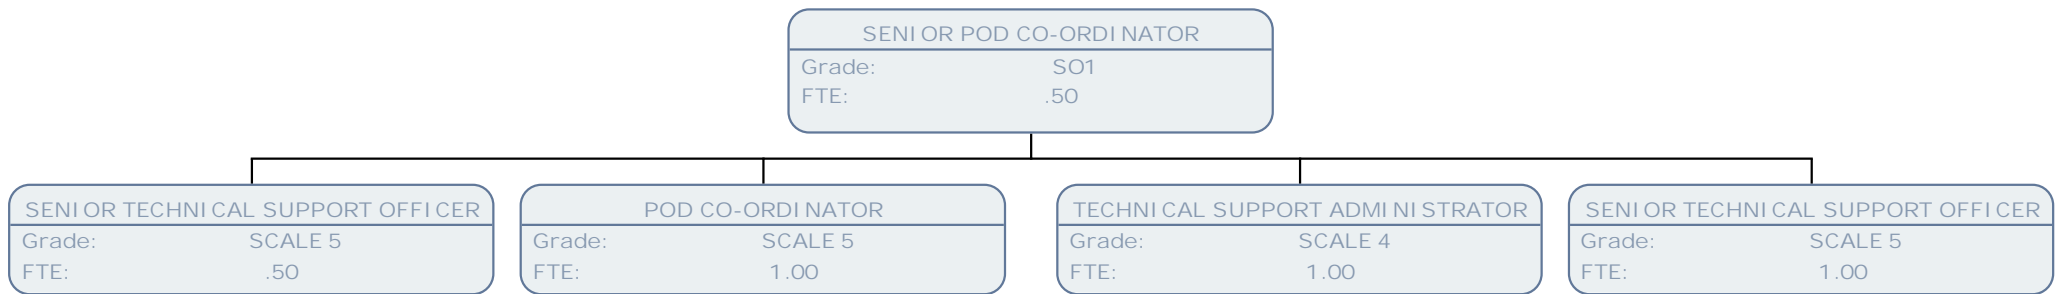 SENIOR POD CO-ORDINATOR
Grade: SO1
FTE: .50
SENIOR TECHNICAL SUPPORT OFFICER
Grade: SCALE 5
FTE: .50
POD CO-ORDINATOR
Grade: SCALE 5
FTE: 1.00
TECHNICAL SUPPORT ADMINISTRATOR
Grade: SCALE 4
FTE: 1.00
SENIOR TECHNICAL SUPPORT OFFICER
Grade: SCALE 5
FTE: 1.00